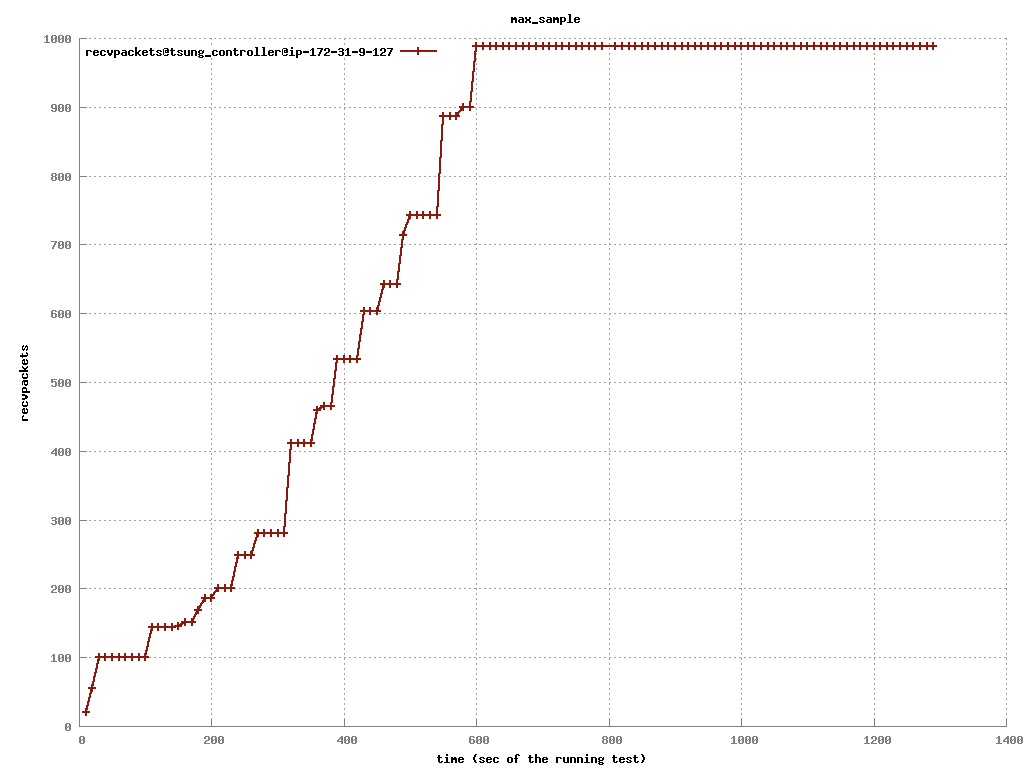 max_sample
recvpackets@tsung_controller@ip-172-31-9-127
1000
900
800
700
600
500
400
300
200
100
0
recvpackets
0 200 400 600 800 1000 1200 1400
time (sec of the running test)